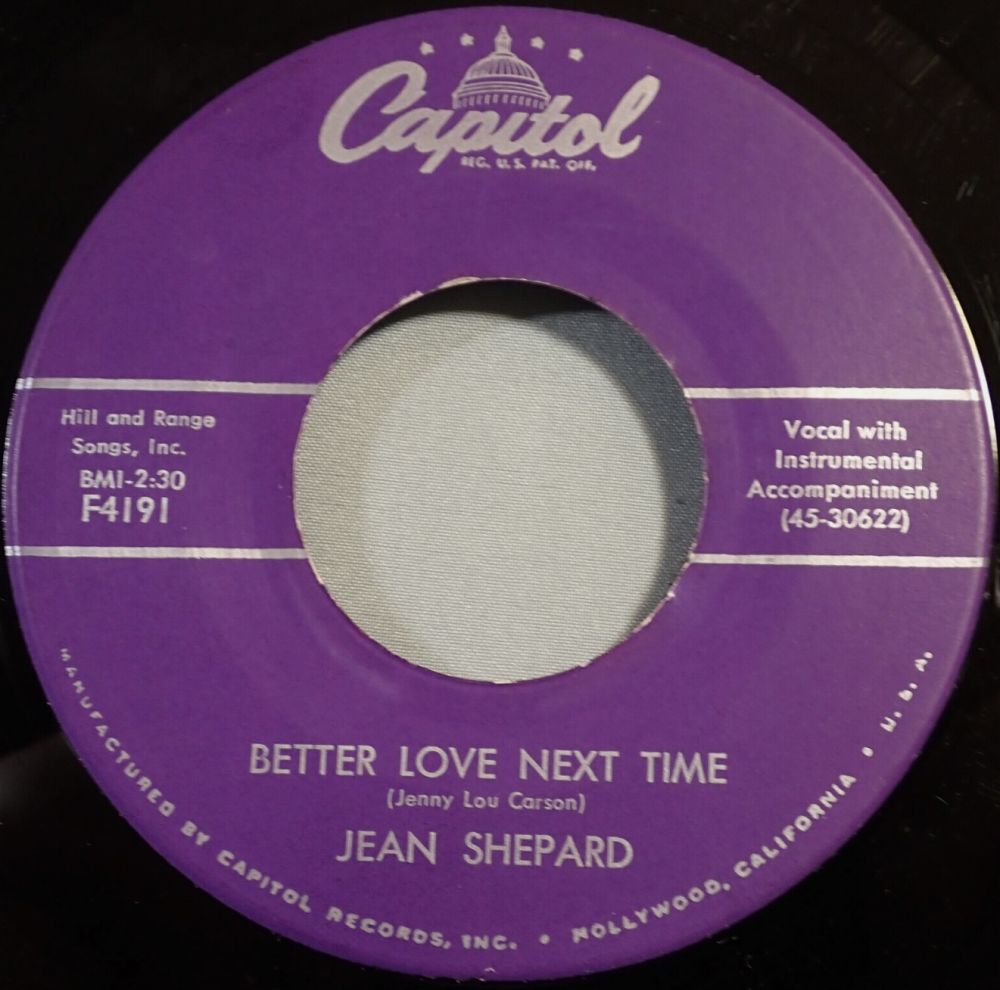 Capitol
REG. U.S. PAT. OFF.
Hill and Range
Songs, Inc.
BMI-2:30
F4191
Vocal with
Instrumental
Accompaniment
(45-30622)
BETTER LOVE NEXT TIME
(Jenny Lou Carson)
JEAN SHEPARD
MANUFACTURED BY CAPITOL RECORDS, INC. • HOLLYWOOD, CALIFORNIA • U. S. A.